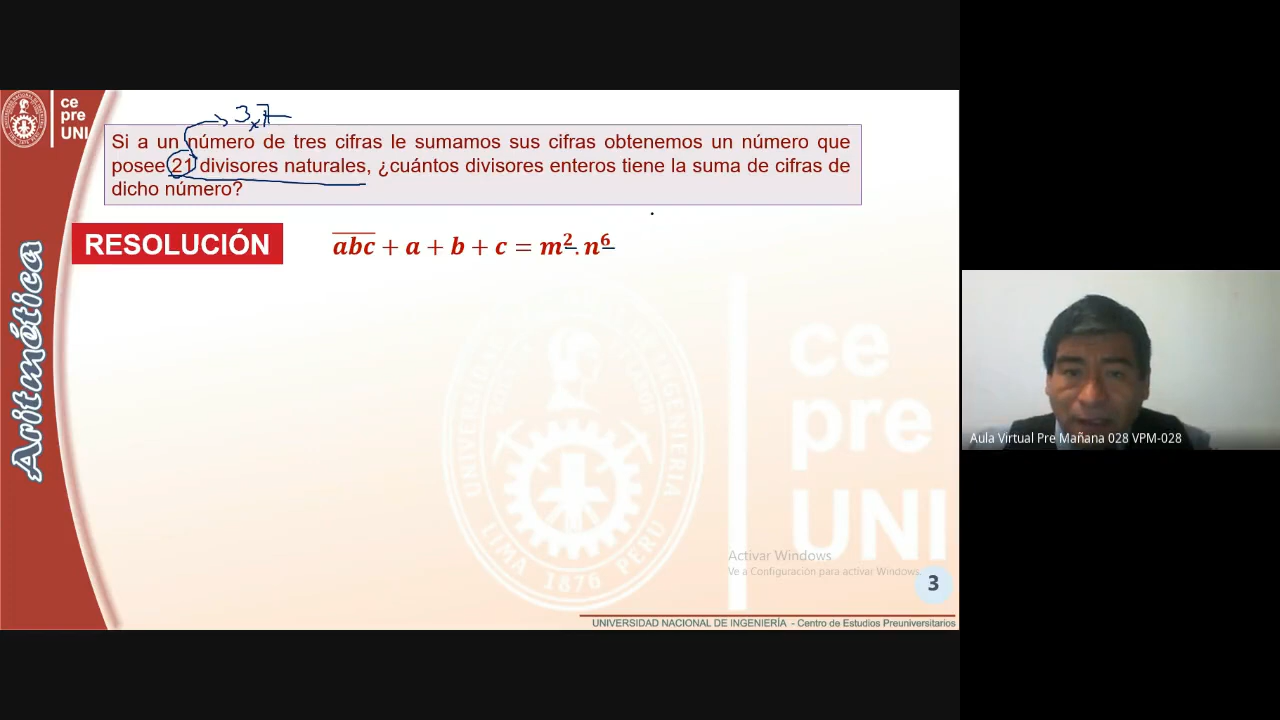 3x7
ce
pre
UNI
Si a un número de tres cifras le sumamos sus cifras obtenemos un número que
posee 21 divisores naturales, ¿cuántos divisores enteros tiene la suma de cifras de
dicho número?
RESOLUCIÓN
abc + a + b + c = m². n⁶
Aritmética
ce
pre
UNI
LIMA 1876 PERU
Aula Virtual Pre Mañana 028 VPM-028
Activar Windows
Ve a Configuración para activar Windows.
3
UNIVERSIDAD NACIONAL DE INGENIERÍA - Centro de Estudios Preuniversitarios